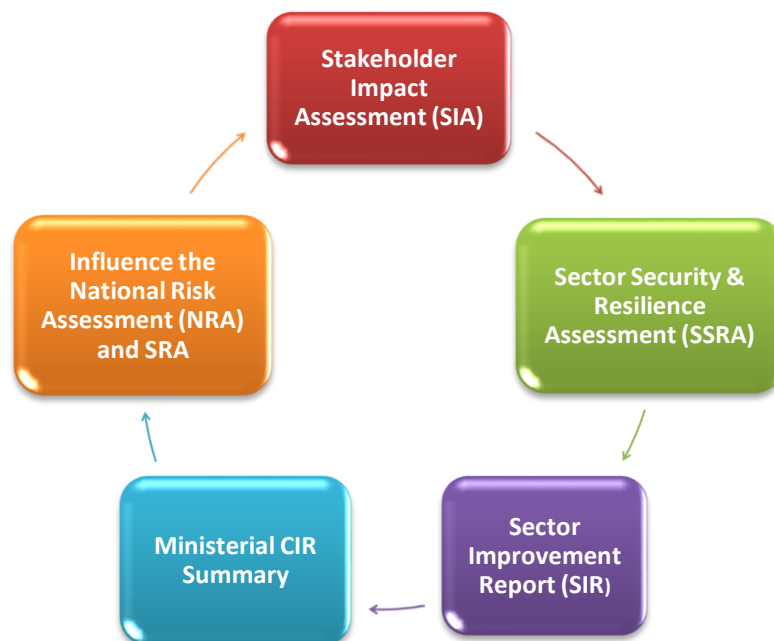 Stakeholder
Impact
Assessment (SIA)
Sector Security &
Resilience
Assessment (SSRA)
Sector
Improvement
Report (SIR)
Ministerial CIR
Summary
Influence the
National Risk
Assessment (NRA)
and SRA